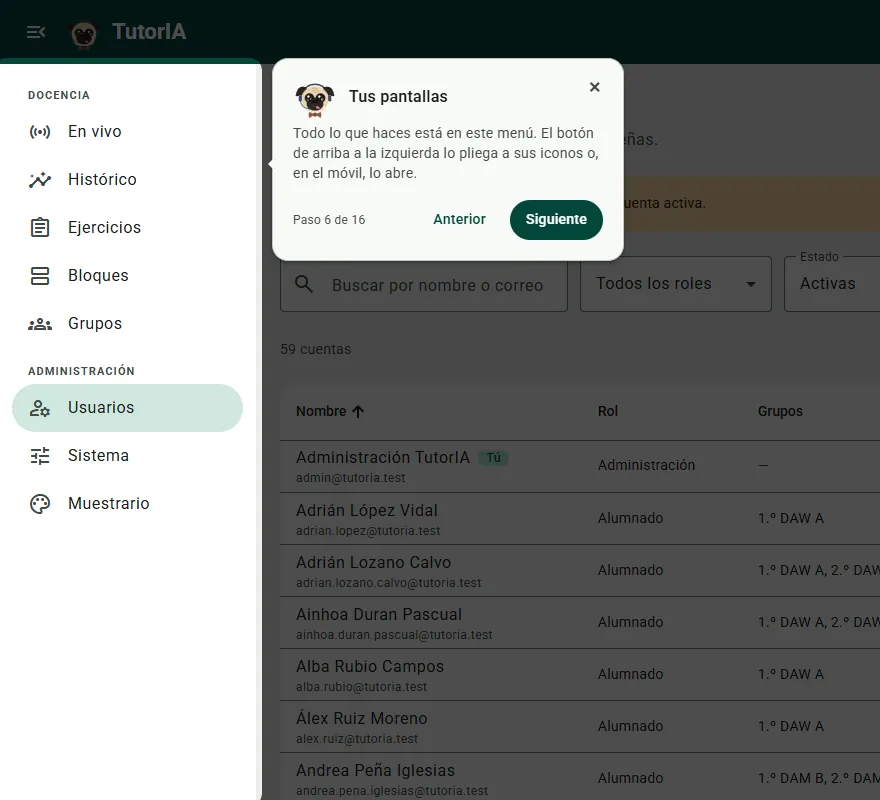 TutorIA
DOCENCIA
En vivo
Histórico
Ejercicios
Bloques
Grupos
ADMINISTRACIÓN
Usuarios
Sistema
Muestrario
Tus pantallas
Todo lo que haces está en este menú. El botón
de arriba a la izquierda lo pliega a sus iconos o,
en el móvil, lo abre.
Paso 6 de 16
Anterior
Siguiente
activa.
Buscar por nombre o correo
Todos los roles
Estado
Activas
59 cuentas
Nombre
Rol
Grupos
Administración TutorIA Tú
admin@tutoria.test
Administración
—
Adrián López Vidal
adrian.lopez@tutoria.test
Alumnado
1.º DAW A
Adrián Lozano Calvo
adrian.lozano.calvo@tutoria.test
Alumnado
1.º DAW A, 2.º DAW
Ainhoa Duran Pascual
ainhoa.duran.pascual@tutoria.test
Alumnado
1.º DAW A, 2.º DAW
Alba Rubio Campos
alba.rubio@tutoria.test
Alumnado
1.º DAW A
Álex Ruiz Moreno
alex.ruiz@tutoria.test
Alumnado
1.º DAW A
Andrea Peña Iglesias
andrea.pena.iglesias@tutoria.test
Alumnado
1.º DAM B, 2.º DAM